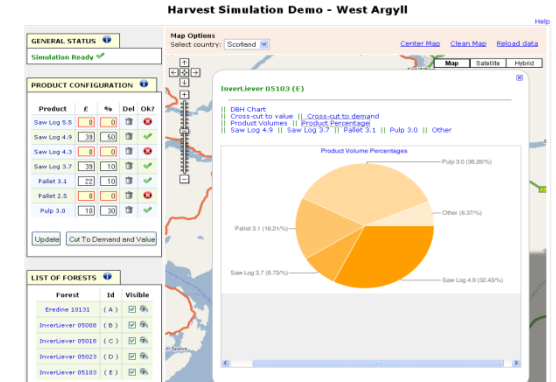 Harvest Simulation Demo - West Argyll
Help
GENERAL STATUS
Simulation Ready
PRODUCT CONFIGURATION
Product £ % Del Ok?
Saw Log 5.5 0 0
Saw Log 4.9 39 50
Saw Log 4.3 0 0
Saw Log 3.7 39 10
Pallet 3.1 22 10
Pallet 2.5 0 0
Pulp 3.0 10 30
Update Cut To Demand and Value
LIST OF FORESTS
Forest Id Visible
Eredine 10131 ( A )
InverLiever 05008 ( B )
InverLiever 05018 ( C )
InverLiever 05023 ( D )
InverLiever 05103 ( E )
Map Options
Select country: Scotland
Center Map Clean Map Reload data
Map Satellite Hybrid
InverLiever 05103 (E)
|| DBH Chart
|| Cross-cut to value || Cross-cut to demand
|| Product Volumes || Product Percentage
|| Saw Log 4.9 || Saw Log 3.7 || Pallet 3.1 || Pulp 3.0 || Other
Product Volume Percentages
Pulp 3.0 (36.26/%)
Other (6.37/%)
Pallet 3.1 (16.21/%)
Saw Log 3.7 (8.73/%)
Saw Log 4.9 (32.43/%)